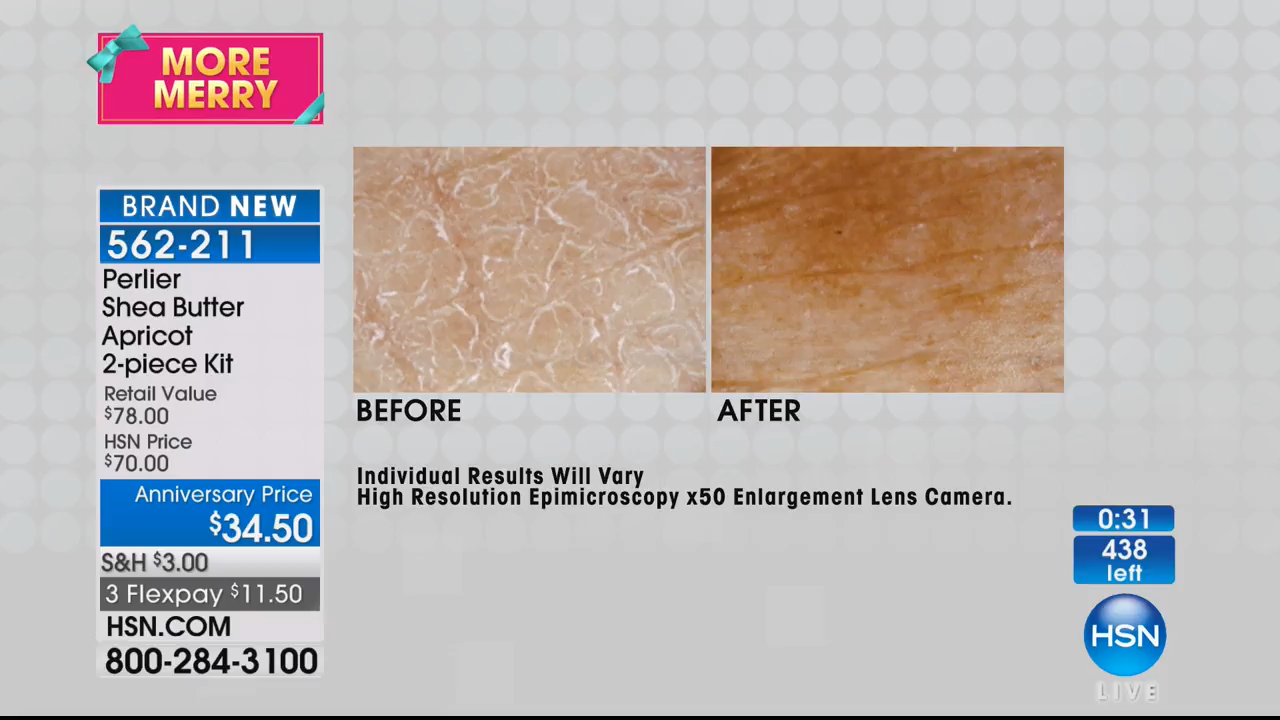 MORE
MERRY
BRAND NEW
562-211
Perlier
Shea Butter
Apricot
2-piece Kit
Retail Value
$78.00
HSN Price
$70.00
Anniversary Price
$34.50
S&H $3.00
3 Flexpay $11.50
HSN.COM
800-284-3100
BEFORE
AFTER
Individual Results Will Vary
High Resolution Epimicroscopy x50 Enlargement Lens Camera.
0:31
438
left
HSN
LIVE